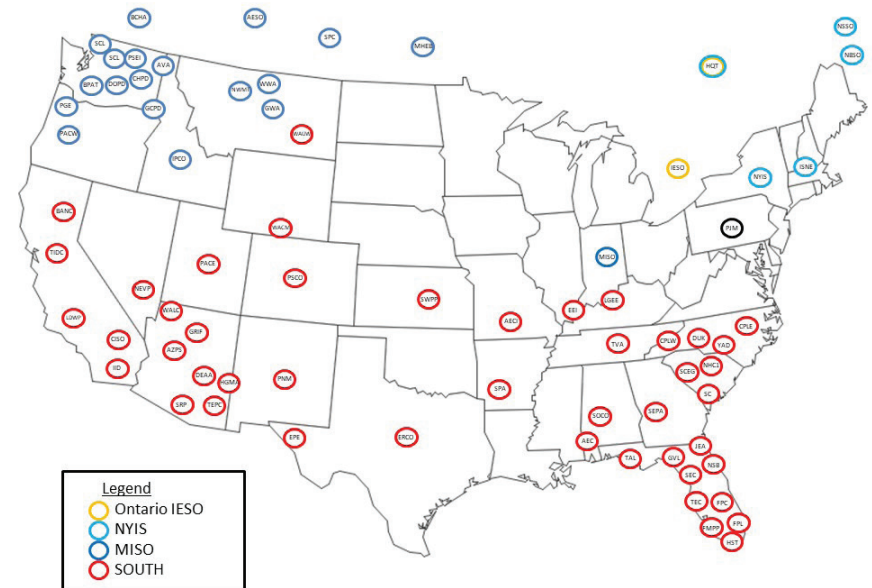 BCHA
AESO
SPC
MHEB
NSSO
NBSO
SCL
SCL
PSEI
AVA
HQT
BPAT
DOPD
CHPD
NWMT
WWA
GWA
PGE
GCPD
PACW
WAUW
IPCO
IESO
NYIS
ISNE
BANC
WACM
PJM
TIDC
PACE
MISO
PSCO
NEVP
SWPP
LGEE
WALC
EEI
LDWP
AECI
CPLE
GRIF
CISO
AZPS
TVA
CPLW
DUK
YAD
IID
DEAA
HGMA
PNM
SPA
SCEG
NHC1
SC
SRP
TEPC
SOCO
SEPA
EPE
ERCO
AEC
JEA
TAL
GVL
NSB
SEC
TEC
FPC
FMPP
FPL
HST
Legend
Ontario IESO
NYIS
MISO
SOUTH